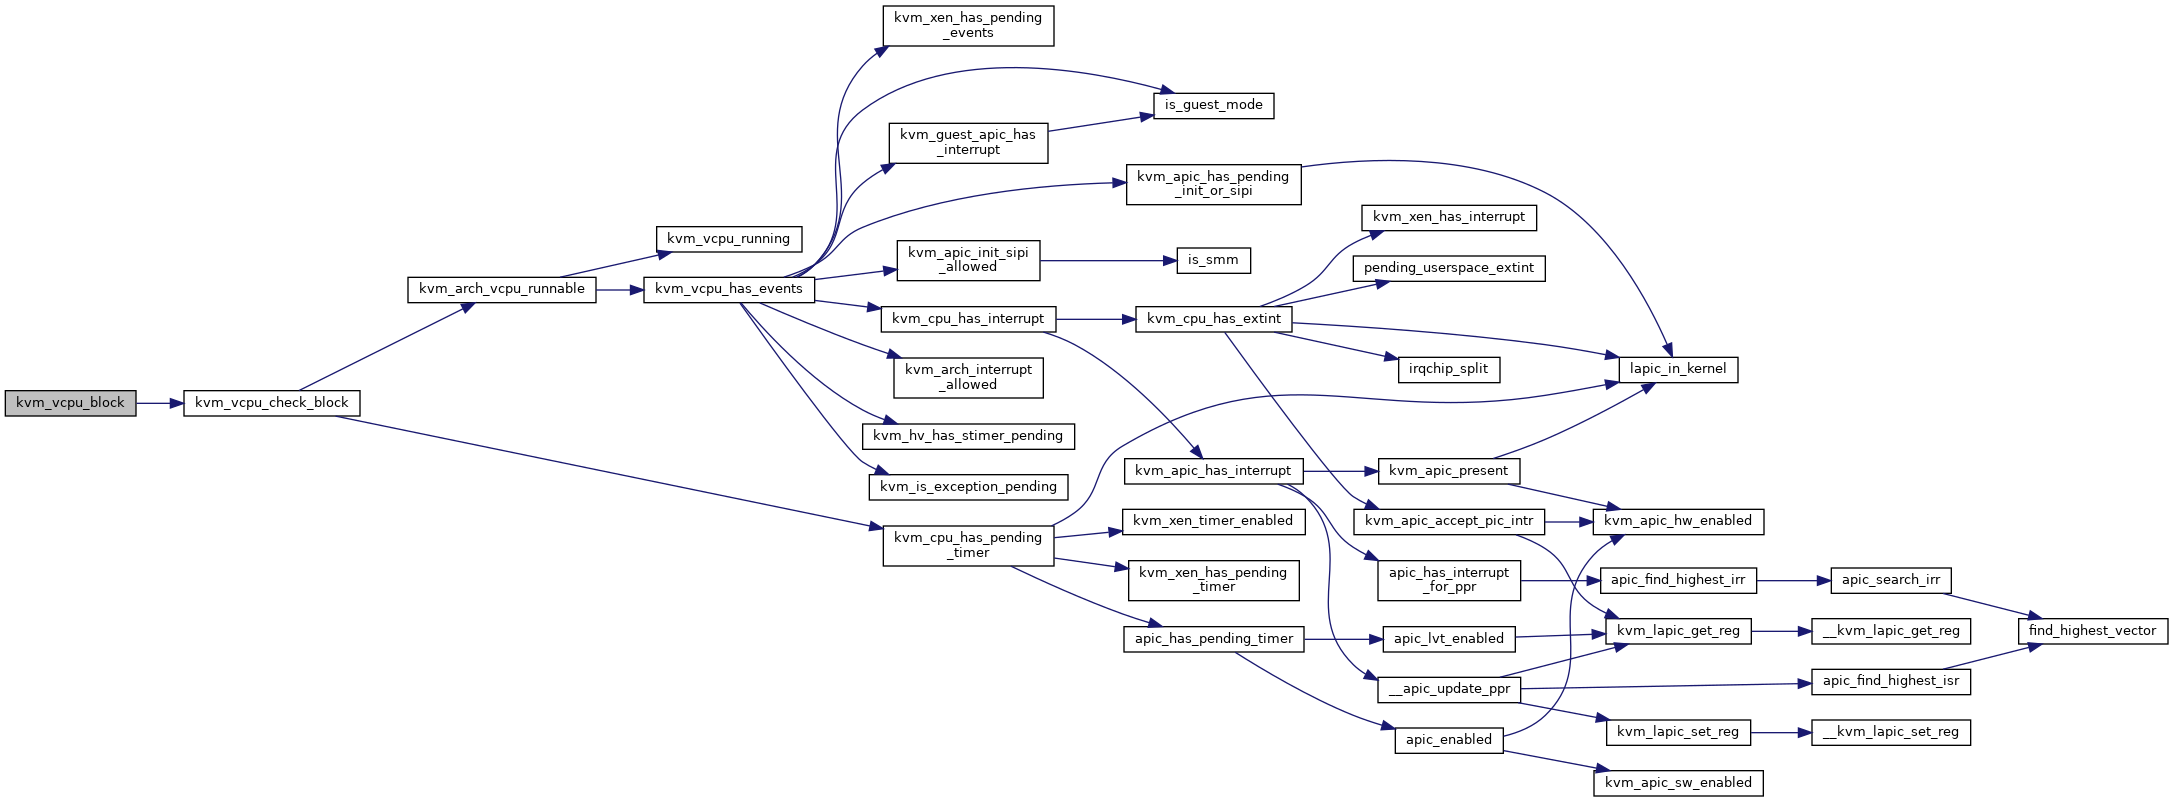 kvm_xen_has_pending
_events
is_guest_mode
kvm_guest_apic_has
_interrupt
kvm_apic_has_pending
_init_or_sipi
kvm_xen_has_interrupt
kvm_vcpu_running
kvm_apic_init_sipi
_allowed
is_smm
pending_userspace_extint
kvm_arch_vcpu_runnable
kvm_vcpu_has_events
kvm_cpu_has_interrupt
kvm_cpu_has_extint
kvm_arch_interrupt
_allowed
irqchip_split
lapic_in_kernel
kvm_vcpu_block
kvm_vcpu_check_block
kvm_hv_has_stimer_pending
kvm_apic_has_interrupt
kvm_apic_present
kvm_is_exception_pending
kvm_xen_timer_enabled
kvm_apic_accept_pic_intr
kvm_apic_hw_enabled
kvm_cpu_has_pending
_timer
kvm_xen_has_pending
_timer
apic_has_interrupt
_for_ppr
apic_find_highest_irr
apic_search_irr
apic_has_pending_timer
apic_lvt_enabled
kvm_lapic_get_reg
__kvm_lapic_get_reg
find_highest_vector
__apic_update_ppr
apic_find_highest_isr
apic_enabled
kvm_lapic_set_reg
__kvm_lapic_set_reg
kvm_apic_sw_enabled